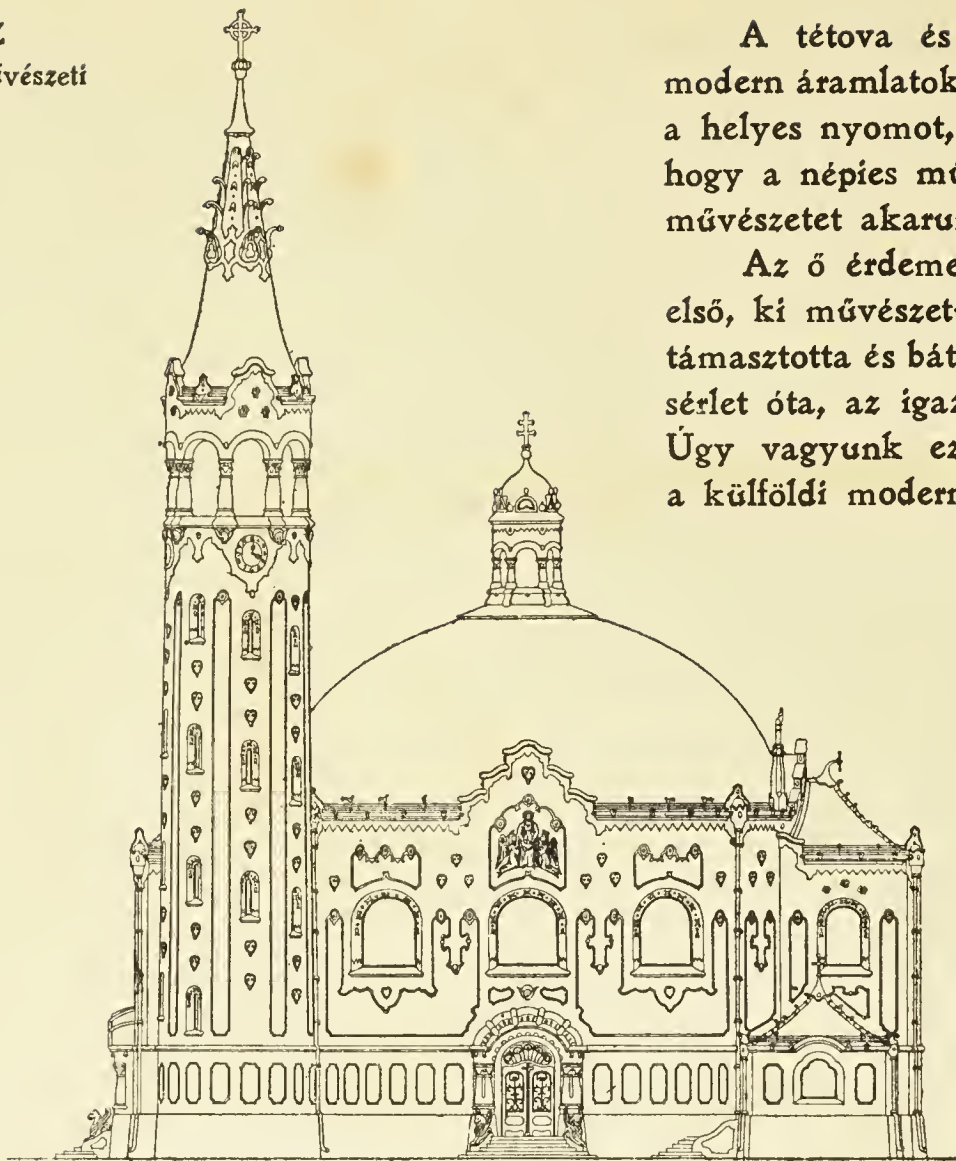 z
ívészeti
A tétova és
modern áramlatok
a helyes nyomot,
hogy a népies mű
művészetet akaru
Az ő érdeme
első, ki művészet
támasztotta és bát
sérlet óta, az igaz
Úgy vagyunk ez
a külföldi modern